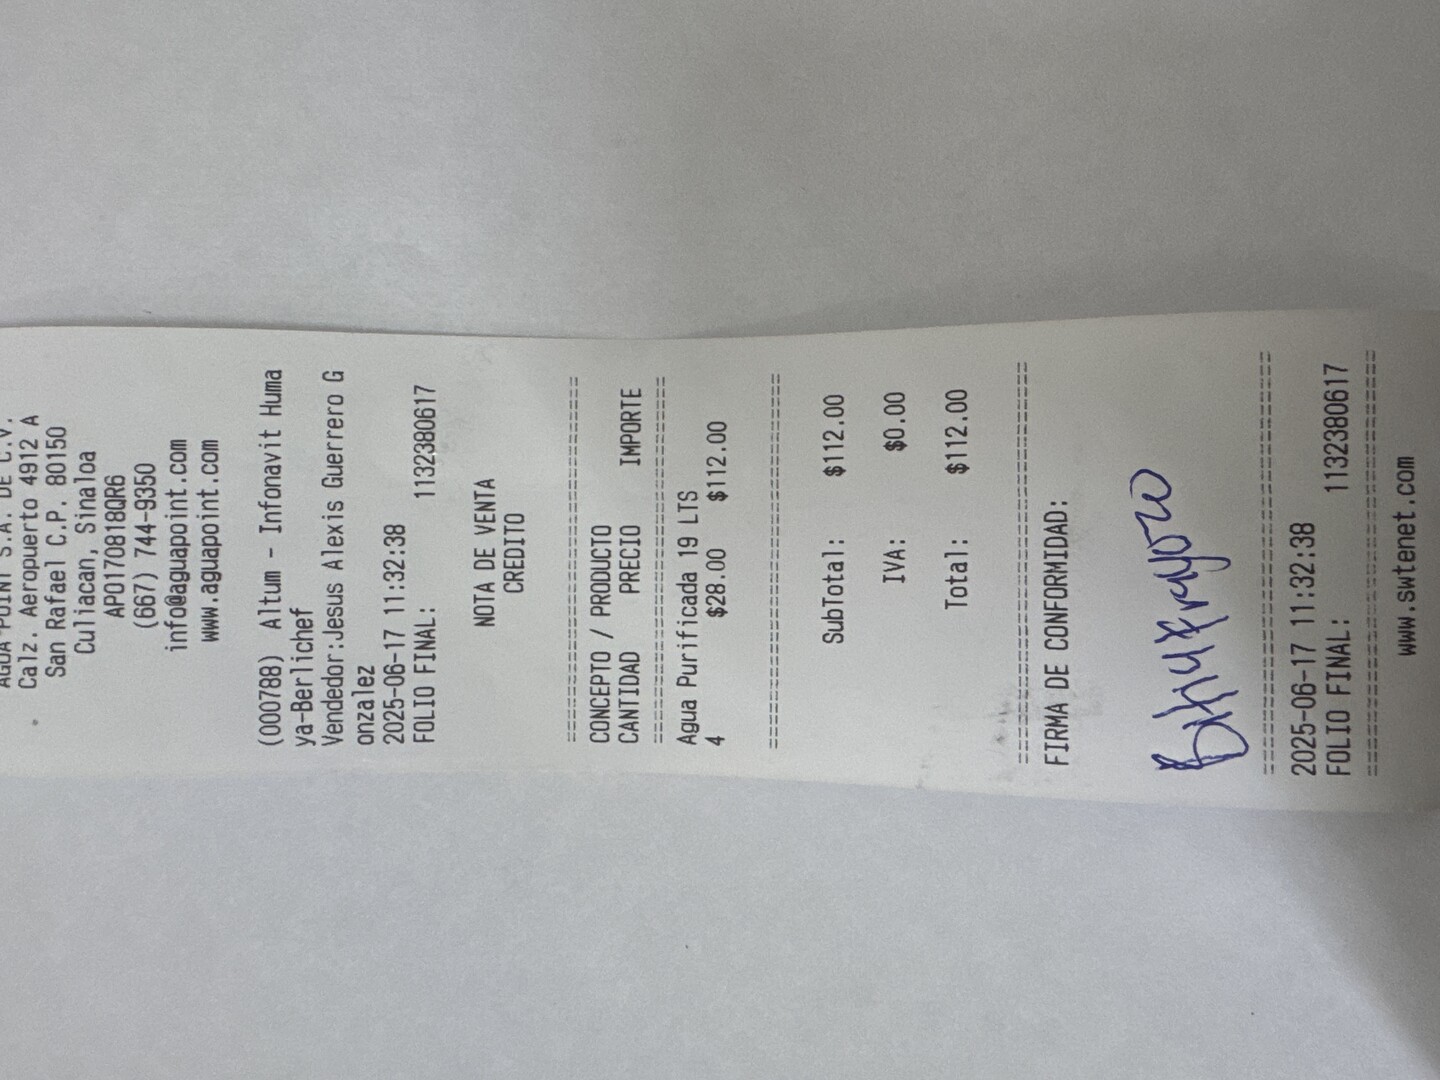 AGUA POINT S.A. DE C.V.
Calz. Aeropuerto 4912 A
San Rafael C.P. 80150
Culiacan, Sinaloa
APO170818QR6
(667) 744-9350
info@aguapoint.com
www.aguapoint.com
(000788) Altum - Infonavit Huma
ya-Berlichef
Vendedor:Jesus Alexis Guerrero G
onzalez
2025-06-17 11:32:38
FOLIO FINAL: 1132380617
NOTA DE VENTA
CREDITO
================================
CONCEPTO / PRODUCTO
CANTIDAD PRECIO IMPORTE
================================
Agua Purificada 19 LTS
4 $28.00 $112.00
================================
SubTotal: $112.00
IVA: $0.00
Total: $112.00
================================
FIRMA DE CONFORMIDAD:
================================
2025-06-17 11:32:38
FOLIO FINAL: 1132380617
================================
www.swtenet.com